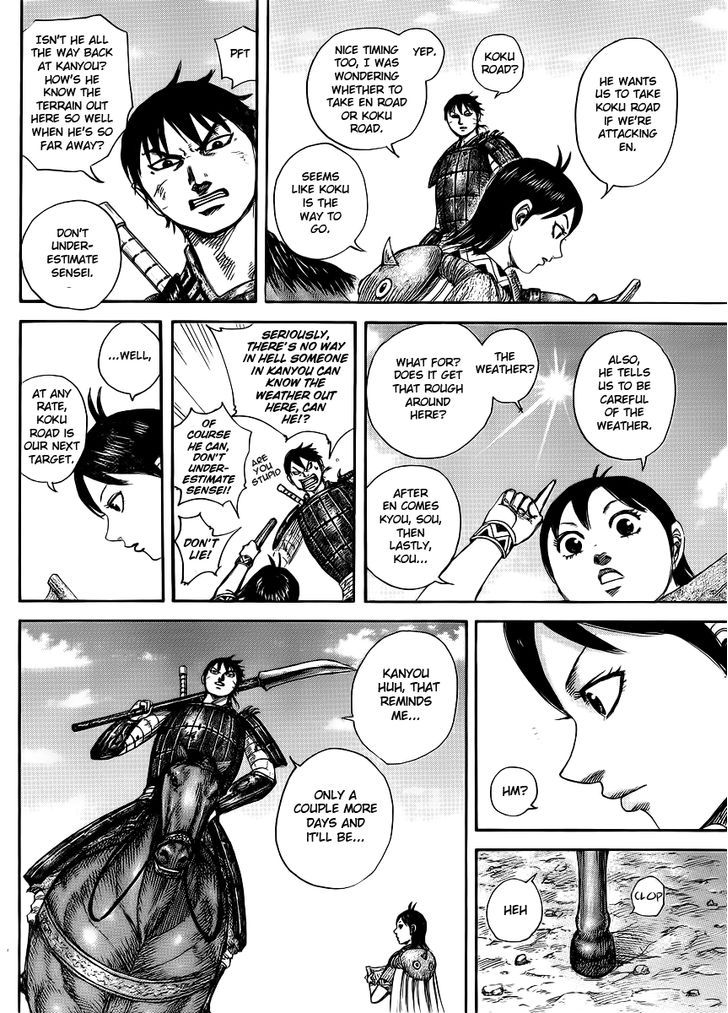 HE WANTS
US TO TAKE
KOKU ROAD
IF WE'RE
ATTACKING
EN.
KOKU
ROAD?
YEP.
NICE TIMING
TOO, I WAS
WONDERING
WHETHER TO
TAKE EN ROAD
OR KOKU
ROAD.
SEEMS
LIKE KOKU
IS THE
WAY TO
GO.
PFT
ISN'T HE ALL
THE WAY BACK
AT KANYOU?
HOW'S HE
KNOW THE
TERRAIN OUT
HERE SO WELL
WHEN HE'S SO
FAR AWAY?
DON'T
UNDER-
ESTIMATE
SENSEI.
ALSO,
HE TELLS
US TO BE
CAREFUL
OF THE
WEATHER.
THE
WEATHER?
WHAT FOR?
DOES IT GET
THAT ROUGH
AROUND
HERE?
AFTER
EN COMES
KYOU, SOU,
THEN
LASTLY,
KOU...
SERIOUSLY,
THERE'S NO WAY
IN HELL SOMEONE
IN KANYOU CAN
KNOW THE
WEATHER OUT
HERE, CAN
HE!?
OF
COURSE
HE CAN,
DON'T
UNDER-
ESTIMATE
SENSEI!!
ARE
YOU
STUPID
DON'T
LIE!
...WELL,
AT ANY
RATE, KOKU
ROAD IS
OUR NEXT
TARGET.
HM?
HEH
CLOP
KANYOU
HUH, THAT
REMINDS
ME...
ONLY A
COUPLE MORE
DAYS AND
IT'LL BE...